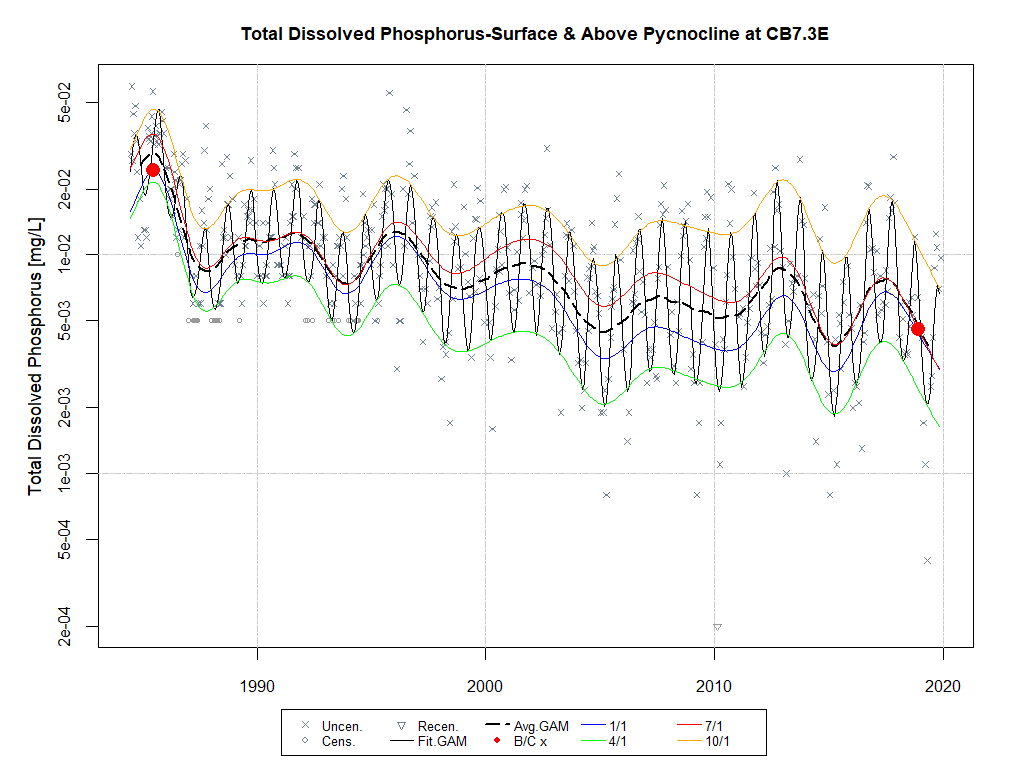 Total Dissolved Phosphorus-Surface & Above Pycnocline at CB7.3E
Total Dissolved Phosphorus [mg/L]
5e-02
2e-02
1e-02
5e-03
2e-03
1e-03
5e-04
2e-04
1990 2000 2010 2020
Uncen. Recen. Avg.GAM 1/1 7/1
Cens. Fit.GAM B/C x 4/1 10/1